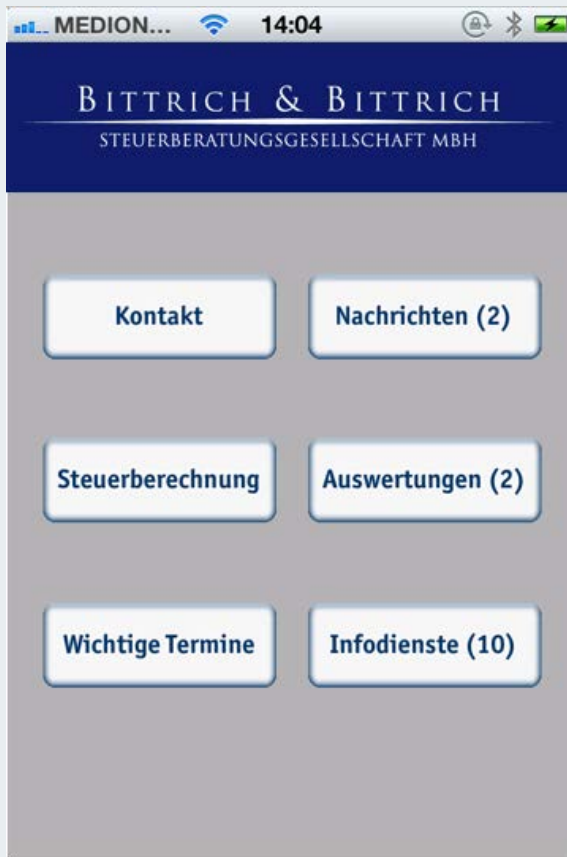 MEDION... 14:04
BITTRICH & BITTRICH
STEUERBERATUNGSGESELLSCHAFT MBH
Kontakt Nachrichten (2)
Steuerberechnung Auswertungen (2)
Wichtige Termine Infodienste (10)